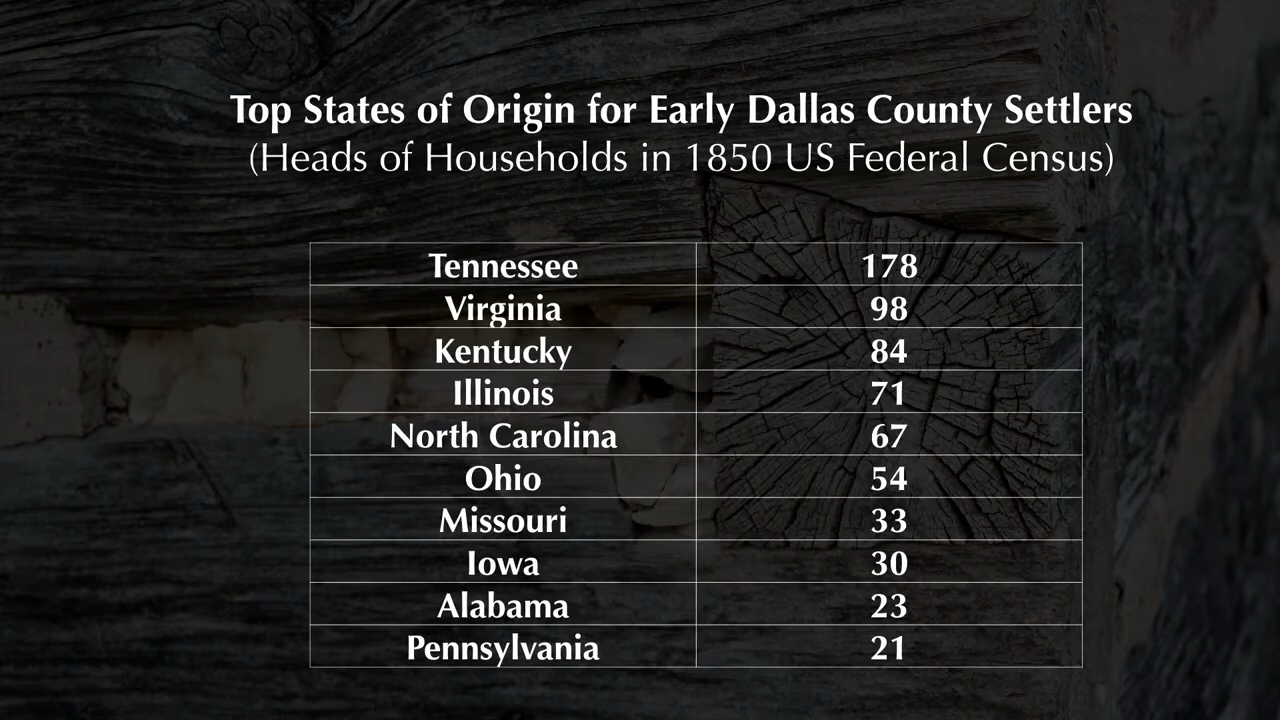 Top States of Origin for Early Dallas County Settlers
(Heads of Households in 1850 US Federal Census)
Tennessee 178
Virginia 98
Kentucky 84
Illinois 71
North Carolina 67
Ohio 54
Missouri 33
Iowa 30
Alabama 23
Pennsylvania 21